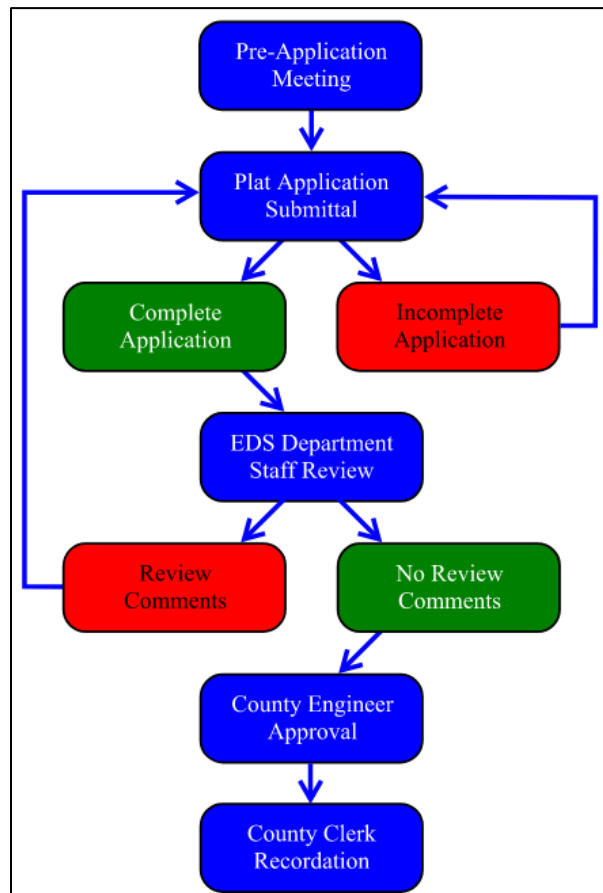 Pre-Application
Meeting
Plat Application
Submittal
Complete
Application
Incomplete
Application
EDS Department
Staff Review
Review
Comments
No Review
Comments
County Engineer
Approval
County Clerk
Recordation